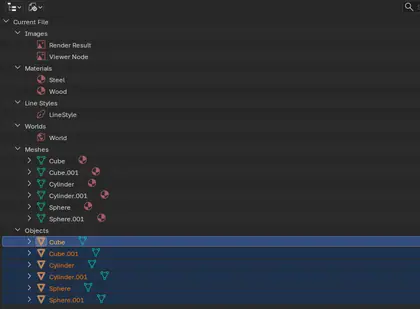 Current File
Images
Render Result
Viewer Node
Materials
Steel
Wood
Line Styles
LineStyle
Worlds
World
Meshes
Cube
Cube.001
Cylinder
Cylinder.001
Sphere
Sphere.001
Objects
Cube
Cube.001
Cylinder
Cylinder.001
Sphere
Sphere.001